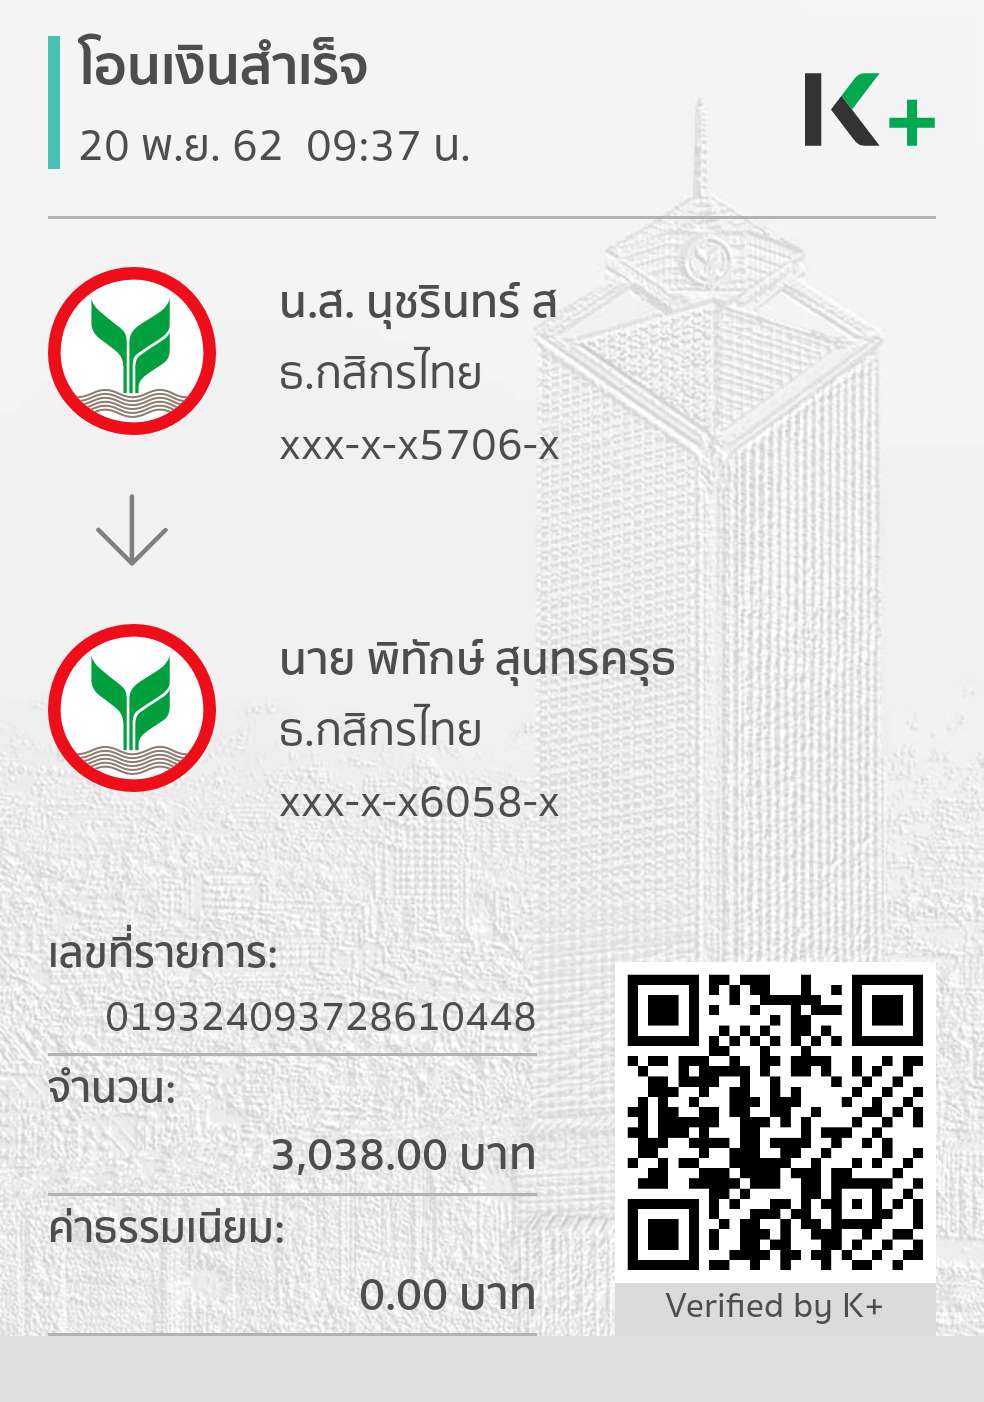 โอนเงินสำเร็จ
20 พ.ย. 62 09:37 น.
K+
น.ส. นุชรินทร์ ส
ธ.กสิกรไทย
xxx-x-x5706-x
นาย พิทักษ์ สุนทรครุธ
ธ.กสิกรไทย
xxx-x-x6058-x
เลขที่รายการ:
019324093728610448
จำนวน:
3,038.00 บาท
ค่าธรรมเนียม:
0.00 บาท
Verified by K+